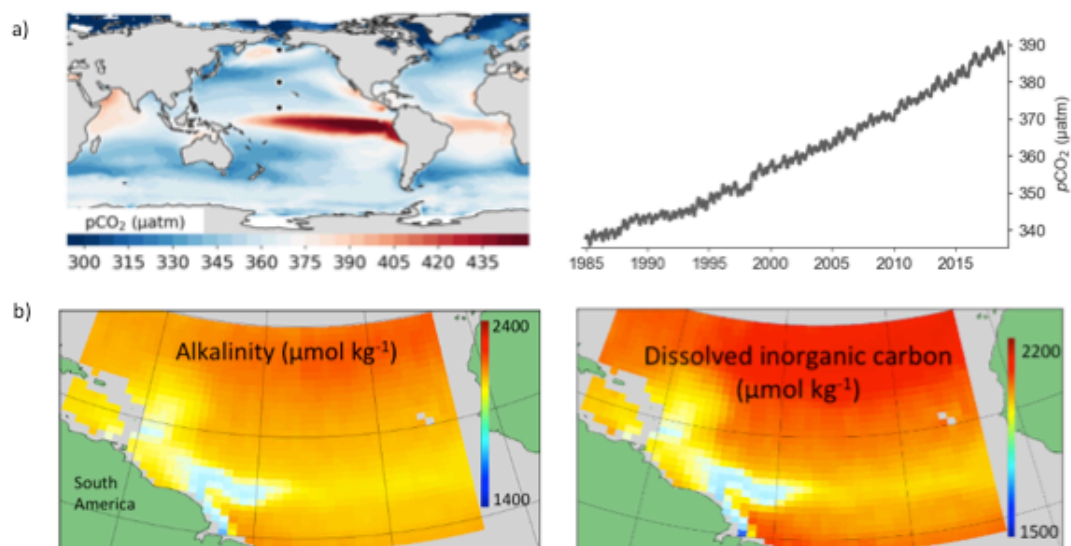 a)
pCO₂ (µatm)
300 315 330 345 360 375 390 405 420 435
390
380
370
360
350
340
pCO₂ (µatm)
1985 1990 1995 2000 2005 2010 2015
b)
Alkalinity (µmol kg⁻¹)
2400
South
America
1400
Dissolved inorganic carbon
(µmol kg⁻¹)
2200
1500